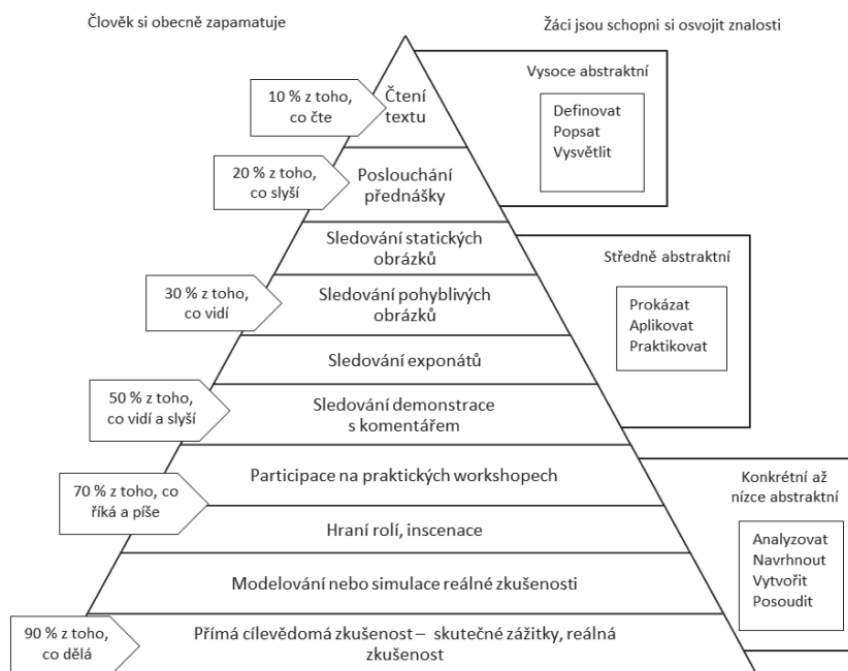 Člověk si obecně zapamatuje
Žáci jsou schopni si osvojit znalosti
10 % z toho,
co čte
Čtení
textu
Vysoce abstraktní
Definovat
Popsat
Vysvětlit
20 % z toho,
co slyší
Poslouchání
přednášky
Sledování statických
obrázků
30 % z toho,
co vidí
Sledování pohyblivých
obrázků
Středně abstraktní
Prokázat
Aplikovat
Praktikovat
Sledování exponátů
50 % z toho,
co vidí a slyší
Sledování demonstrace
s komentářem
70 % z toho, co
říká a píše
Participace na praktických workshopech
Hraní rolí, inscenace
Konkrétní až
nízce abstraktní
Analyzovat
Navrhnout
Vytvořit
Posoudit
Modelování nebo simulace reálné zkušenosti
90 % z toho,
co dělá
Přímá cílevědomá zkušenost – skutečné zážitky, reálná
zkušenost